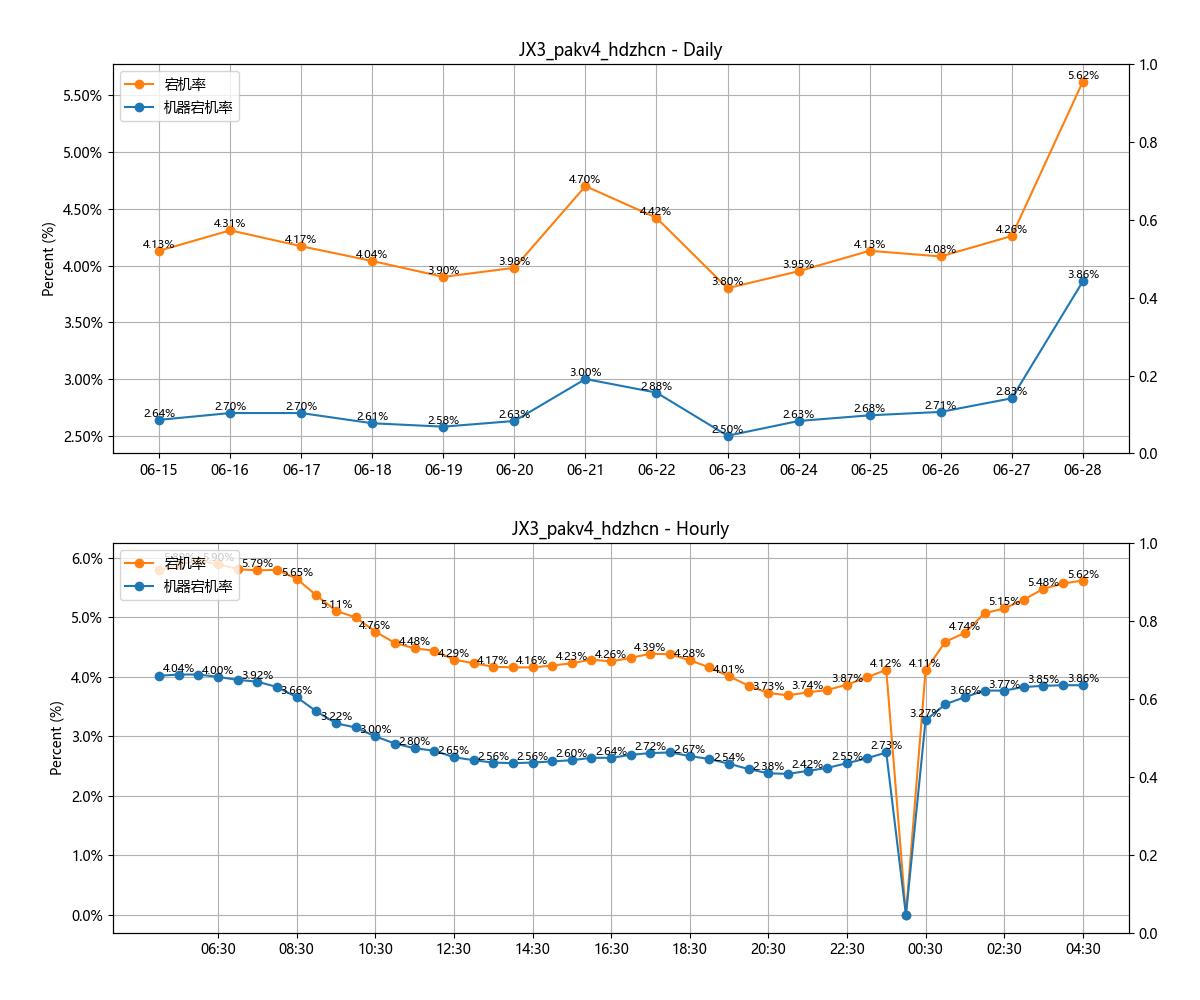 JX3_pakv4_hdzhcn - Daily
宕机率
机器宕机率
Percent (%)
5.50%
5.00%
4.50%
4.00%
3.50%
3.00%
2.50%
1.0
0.8
0.6
0.4
0.2
0.0
4.13% 4.31% 4.17% 4.04% 3.90% 3.98% 4.70% 4.42% 3.80% 3.95% 4.13% 4.08% 4.26% 5.62%
2.64% 2.70% 2.70% 2.61% 2.58% 2.63% 3.00% 2.88% 2.50% 2.63% 2.68% 2.71% 2.83% 3.86%
06-15 06-16 06-17 06-18 06-19 06-20 06-21 06-22 06-23 06-24 06-25 06-26 06-27 06-28
JX3_pakv4_hdzhcn - Hourly
宕机率
机器宕机率
Percent (%)
6.0%
5.0%
4.0%
3.0%
2.0%
1.0%
0.0%
1.0
0.8
0.6
0.4
0.2
0.0
5.90% 5.79% 5.65% 5.11% 4.76% 4.48% 4.29% 4.17% 4.16% 4.23% 4.26% 4.39% 4.28% 4.01% 3.73% 3.74% 3.87% 4.12% 4.11% 4.74% 5.15% 5.48% 5.62%
4.04% 4.00% 3.92% 3.66% 3.22% 3.00% 2.80% 2.65% 2.56% 2.56% 2.60% 2.64% 2.72% 2.67% 2.54% 2.38% 2.42% 2.55% 2.73% 3.27% 3.66% 3.77% 3.85% 3.86%
06:30 08:30 10:30 12:30 14:30 16:30 18:30 20:30 22:30 00:30 02:30 04:30